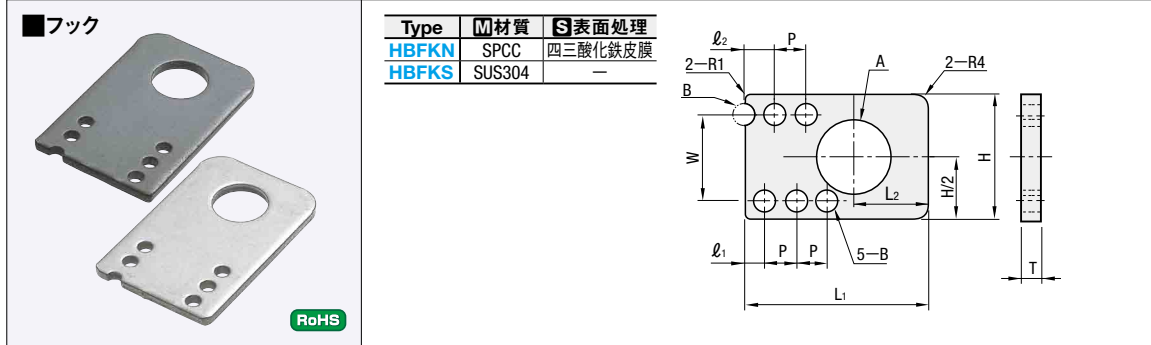 ■フック
RoHS
Type M材質 S表面処理
HBFKN SPCC 四三酸化鉄皮膜
HBFKS SUS304 −
ℓ2 P
2−R1 A 2−R4
B
W H
H/2
L2
ℓ1 P P 5−B
L1
T